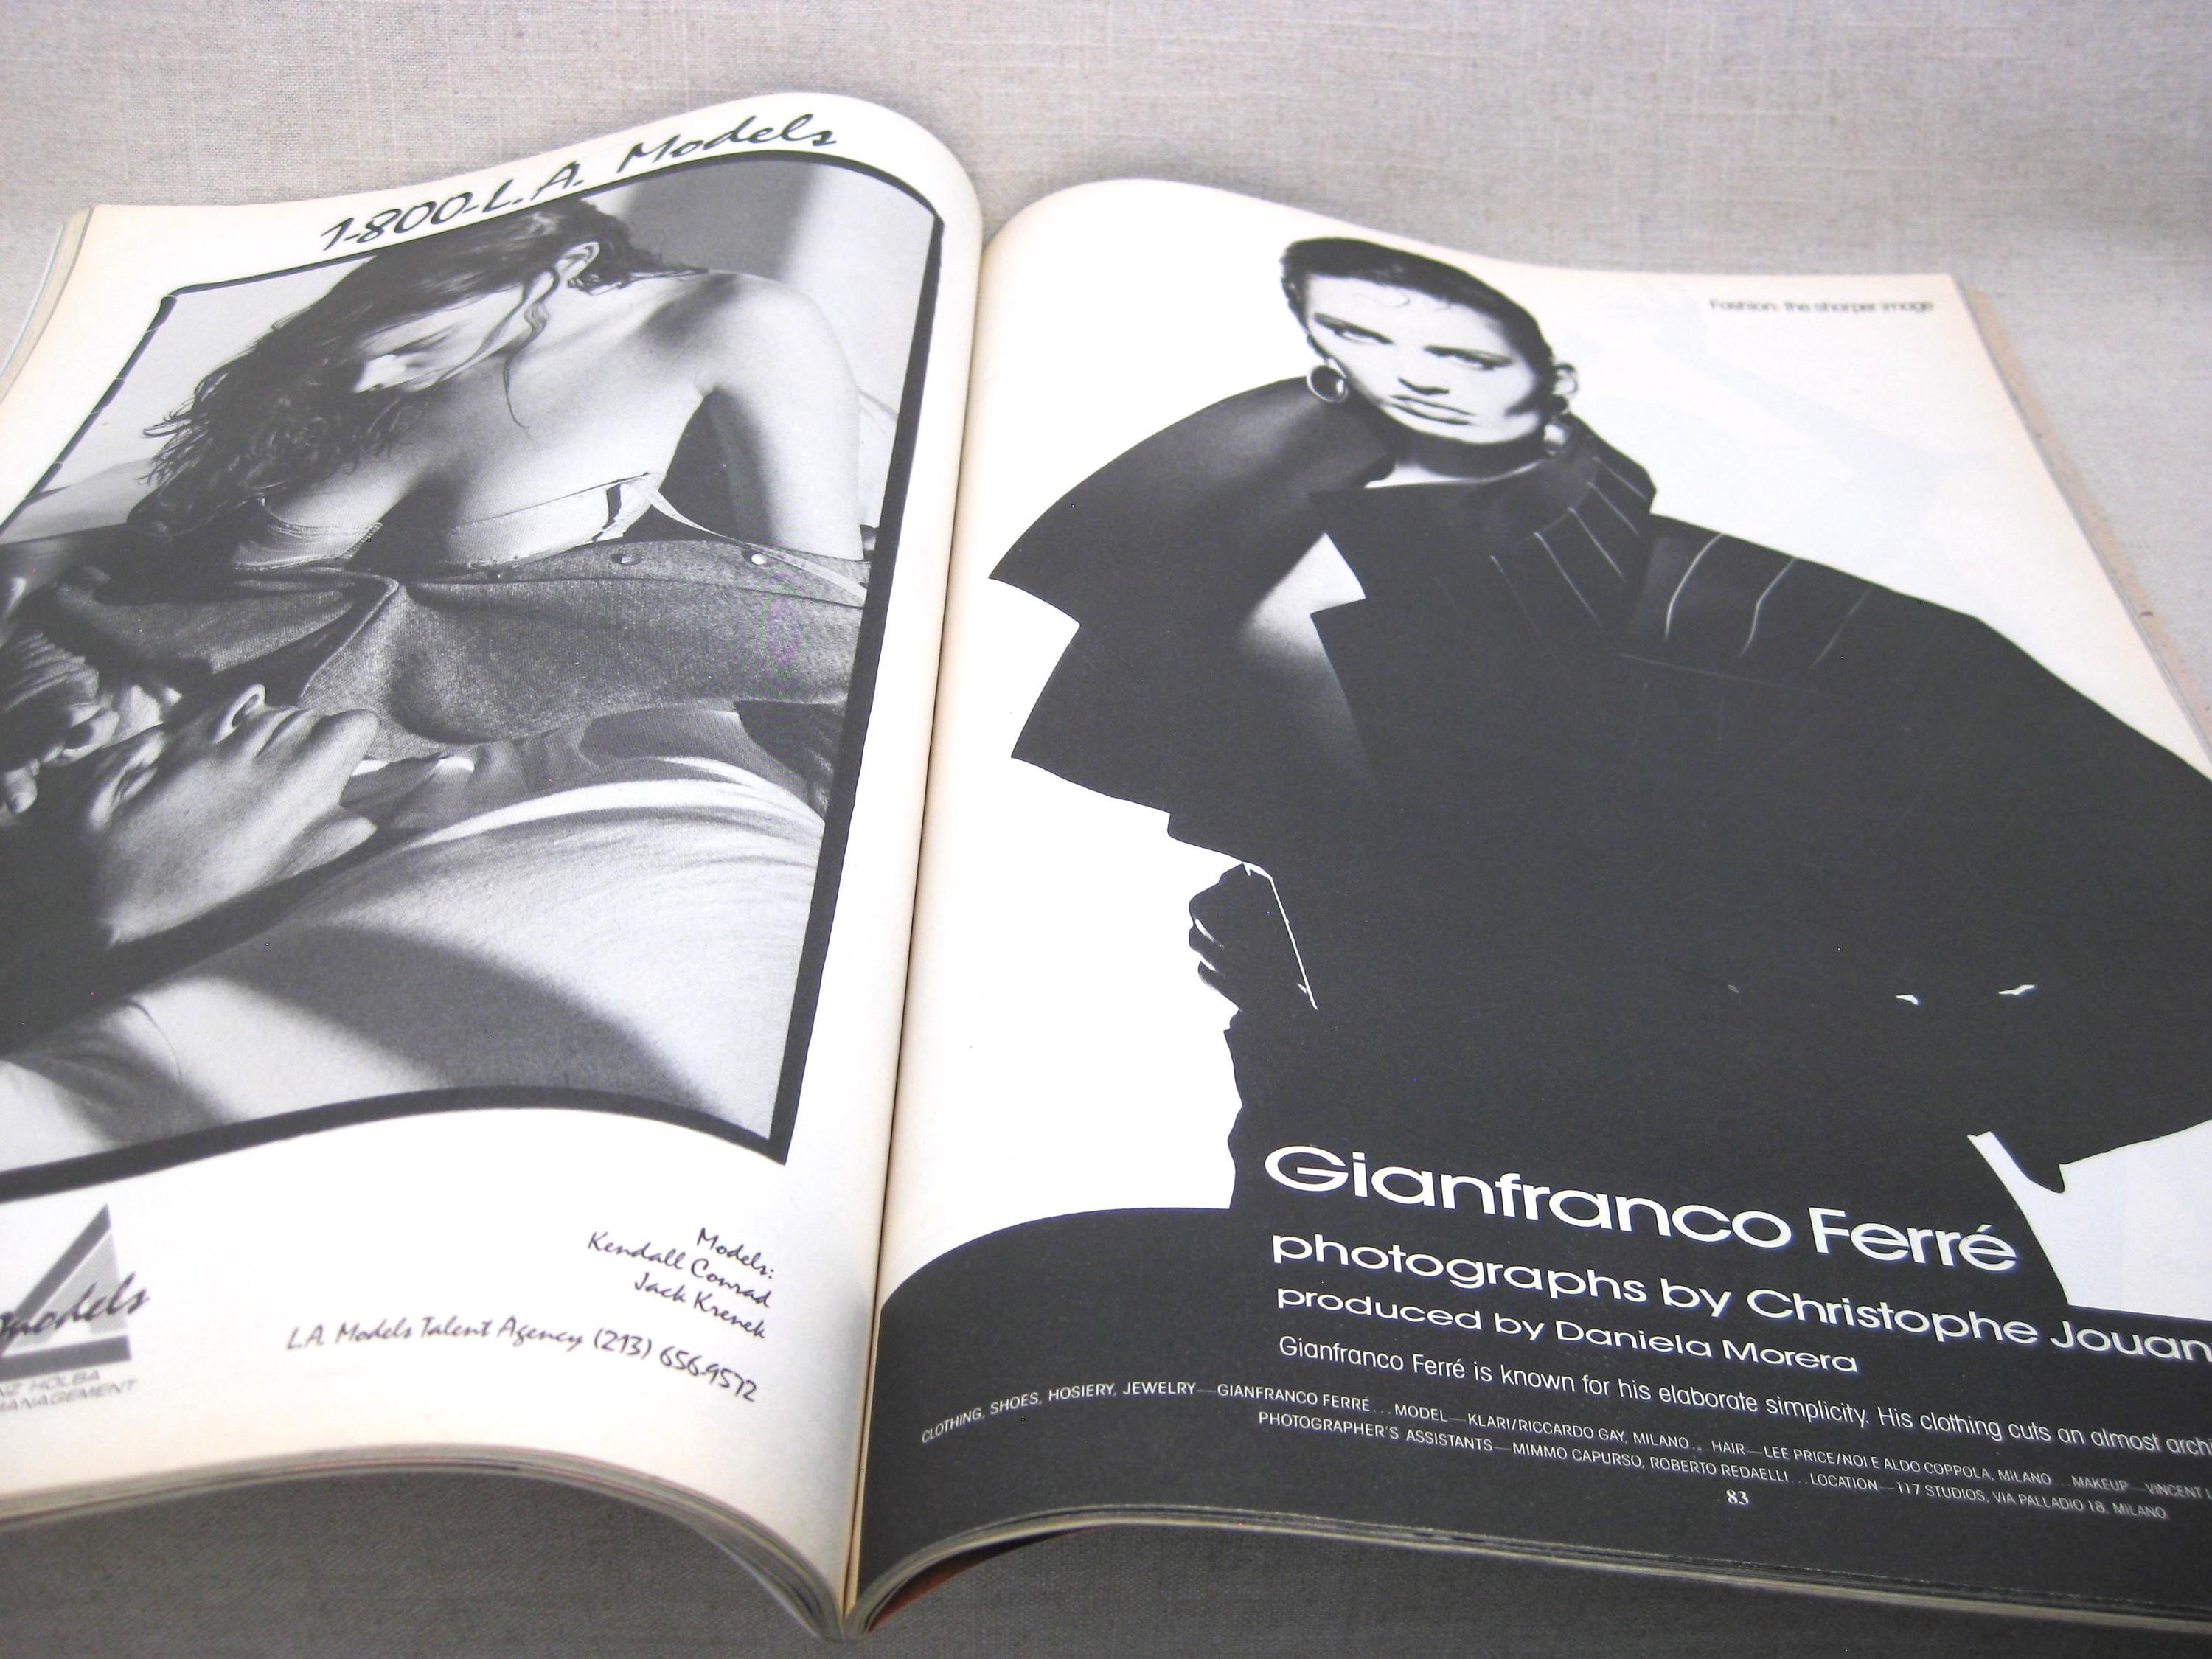 1-800-L.A. Models
models
HOLBA
Models:
Kendall Conrad
Jack Krenek
L.A. Models Talent Agency (213) 656-9572
Fashion: the sharper image
Gianfranco Ferré
photographs by Christophe Jouan
produced by Daniela Morera
Gianfranco Ferré is known for his elaborate simplicity. His clothing cuts an almost
CLOTHING, SHOES, HOSIERY, JEWELRY—GIANFRANCO FERRÉ...MODEL—KLARI/RICCARDO GAY, MILANO... HAIR—LEE PRICE/NOI E ALDO COPPOLA, MILANO... MAKEUP—VINCENT
PHOTOGRAPHER'S ASSISTANTS—MIMMO CAPURSO, ROBERTO REDAELLI...LOCATION—117 STUDIOS, VIA PALLADIO 18, MILANO
83